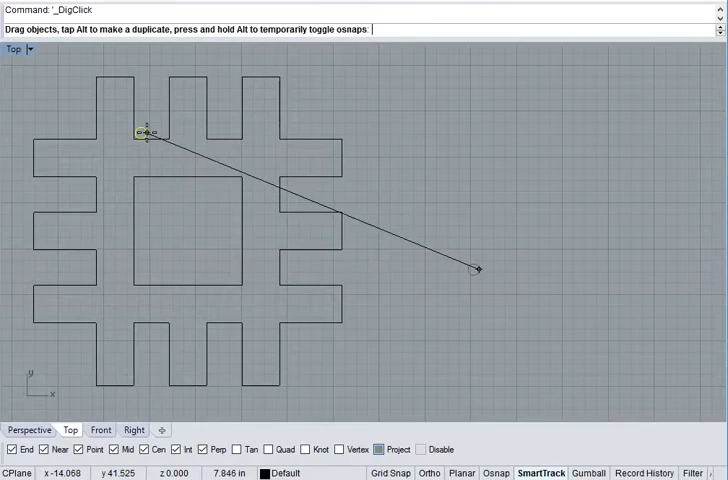 Command: '_DigClick
Drag objects, tap Alt to make a duplicate, press and hold Alt to temporarily toggle osnaps:
Top
y
x
Perspective Top Front Right
End Near Point Mid Cen Int Perp Tan Quad Knot Vertex Project Disable
CPlane x -14.068 y 41.525 z 0.000 7.846 in Default Grid Snap Ortho Planar Osnap SmartTrack Gumball Record History Filter